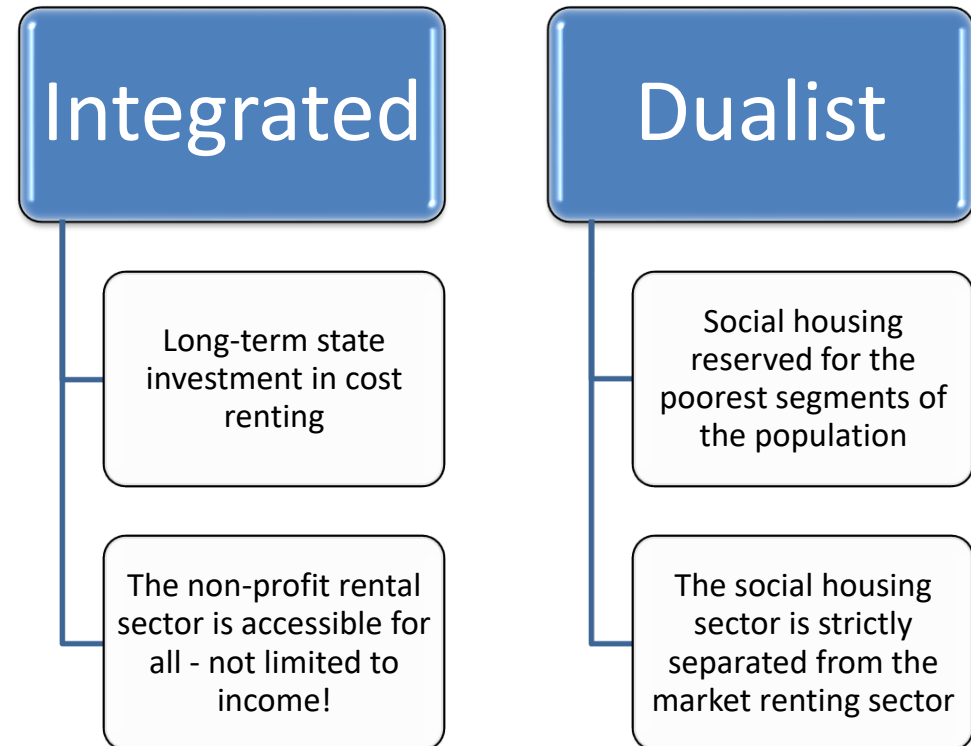 Integrated
Long-term state
investment in cost
renting
The non-profit rental
sector is accessible for
all - not limited to
income!
Dualist
Social housing
reserved for the
poorest segments of
the population
The social housing
sector is strictly
separated from the
market renting sector